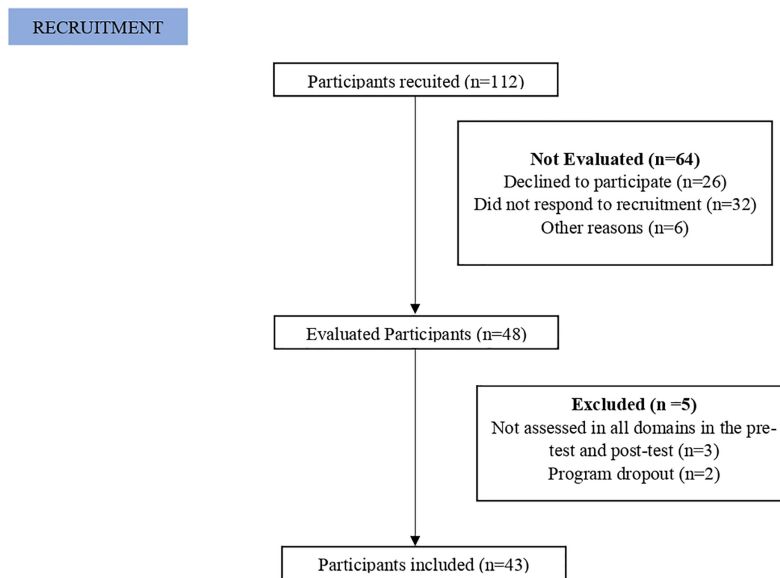 RECRUITMENT
Participants recuited (n=112)
Not Evaluated (n=64)
Declined to participate (n=26)
Did not respond to recruitment (n=32)
Other reasons (n=6)
Evaluated Participants (n=48)
Excluded (n =5)
Not assessed in all domains in the pre-
test and post-test (n=3)
Program dropout (n=2)
Participants included (n=43)